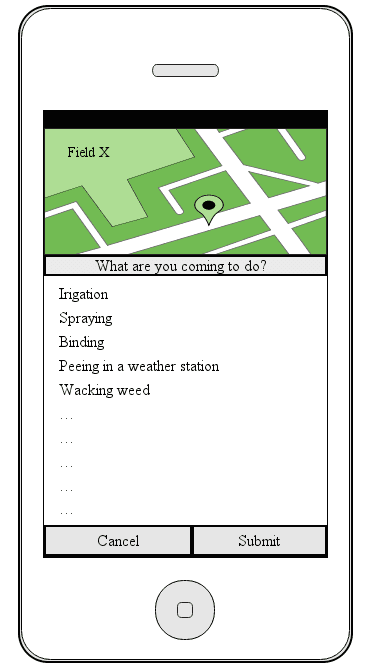 Field X
What are you coming to do?
Irigation
Spraying
Binding
Peeing in a weather station
Wacking weed
...
...
...
...
...
Cancel Submit